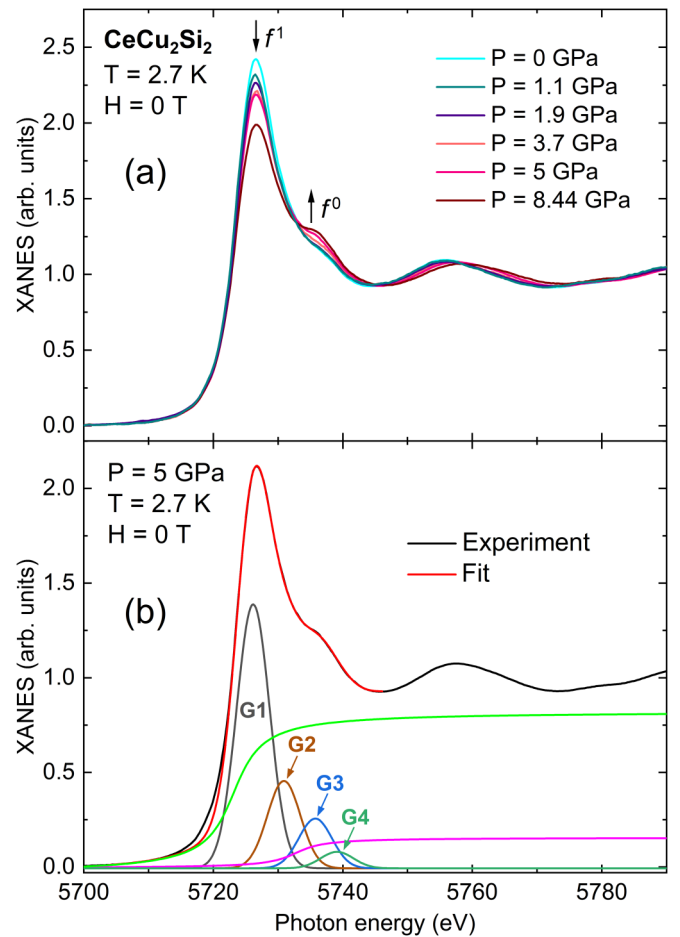 CeCu₂Si₂
T = 2.7 K
H = 0 T
(a)
f¹
f⁰
P = 0 GPa
P = 1.1 GPa
P = 1.9 GPa
P = 3.7 GPa
P = 5 GPa
P = 8.44 GPa
XANES (arb. units)
2.5
2.0
1.5
1.0
0.5
0.0
P = 5 GPa
T = 2.7 K
H = 0 T
(b)
Experiment
Fit
G1
G2
G3
G4
XANES (arb. units)
2.0
1.5
1.0
0.5
0.0
5700
5720
5740
5760
5780
Photon energy (eV)